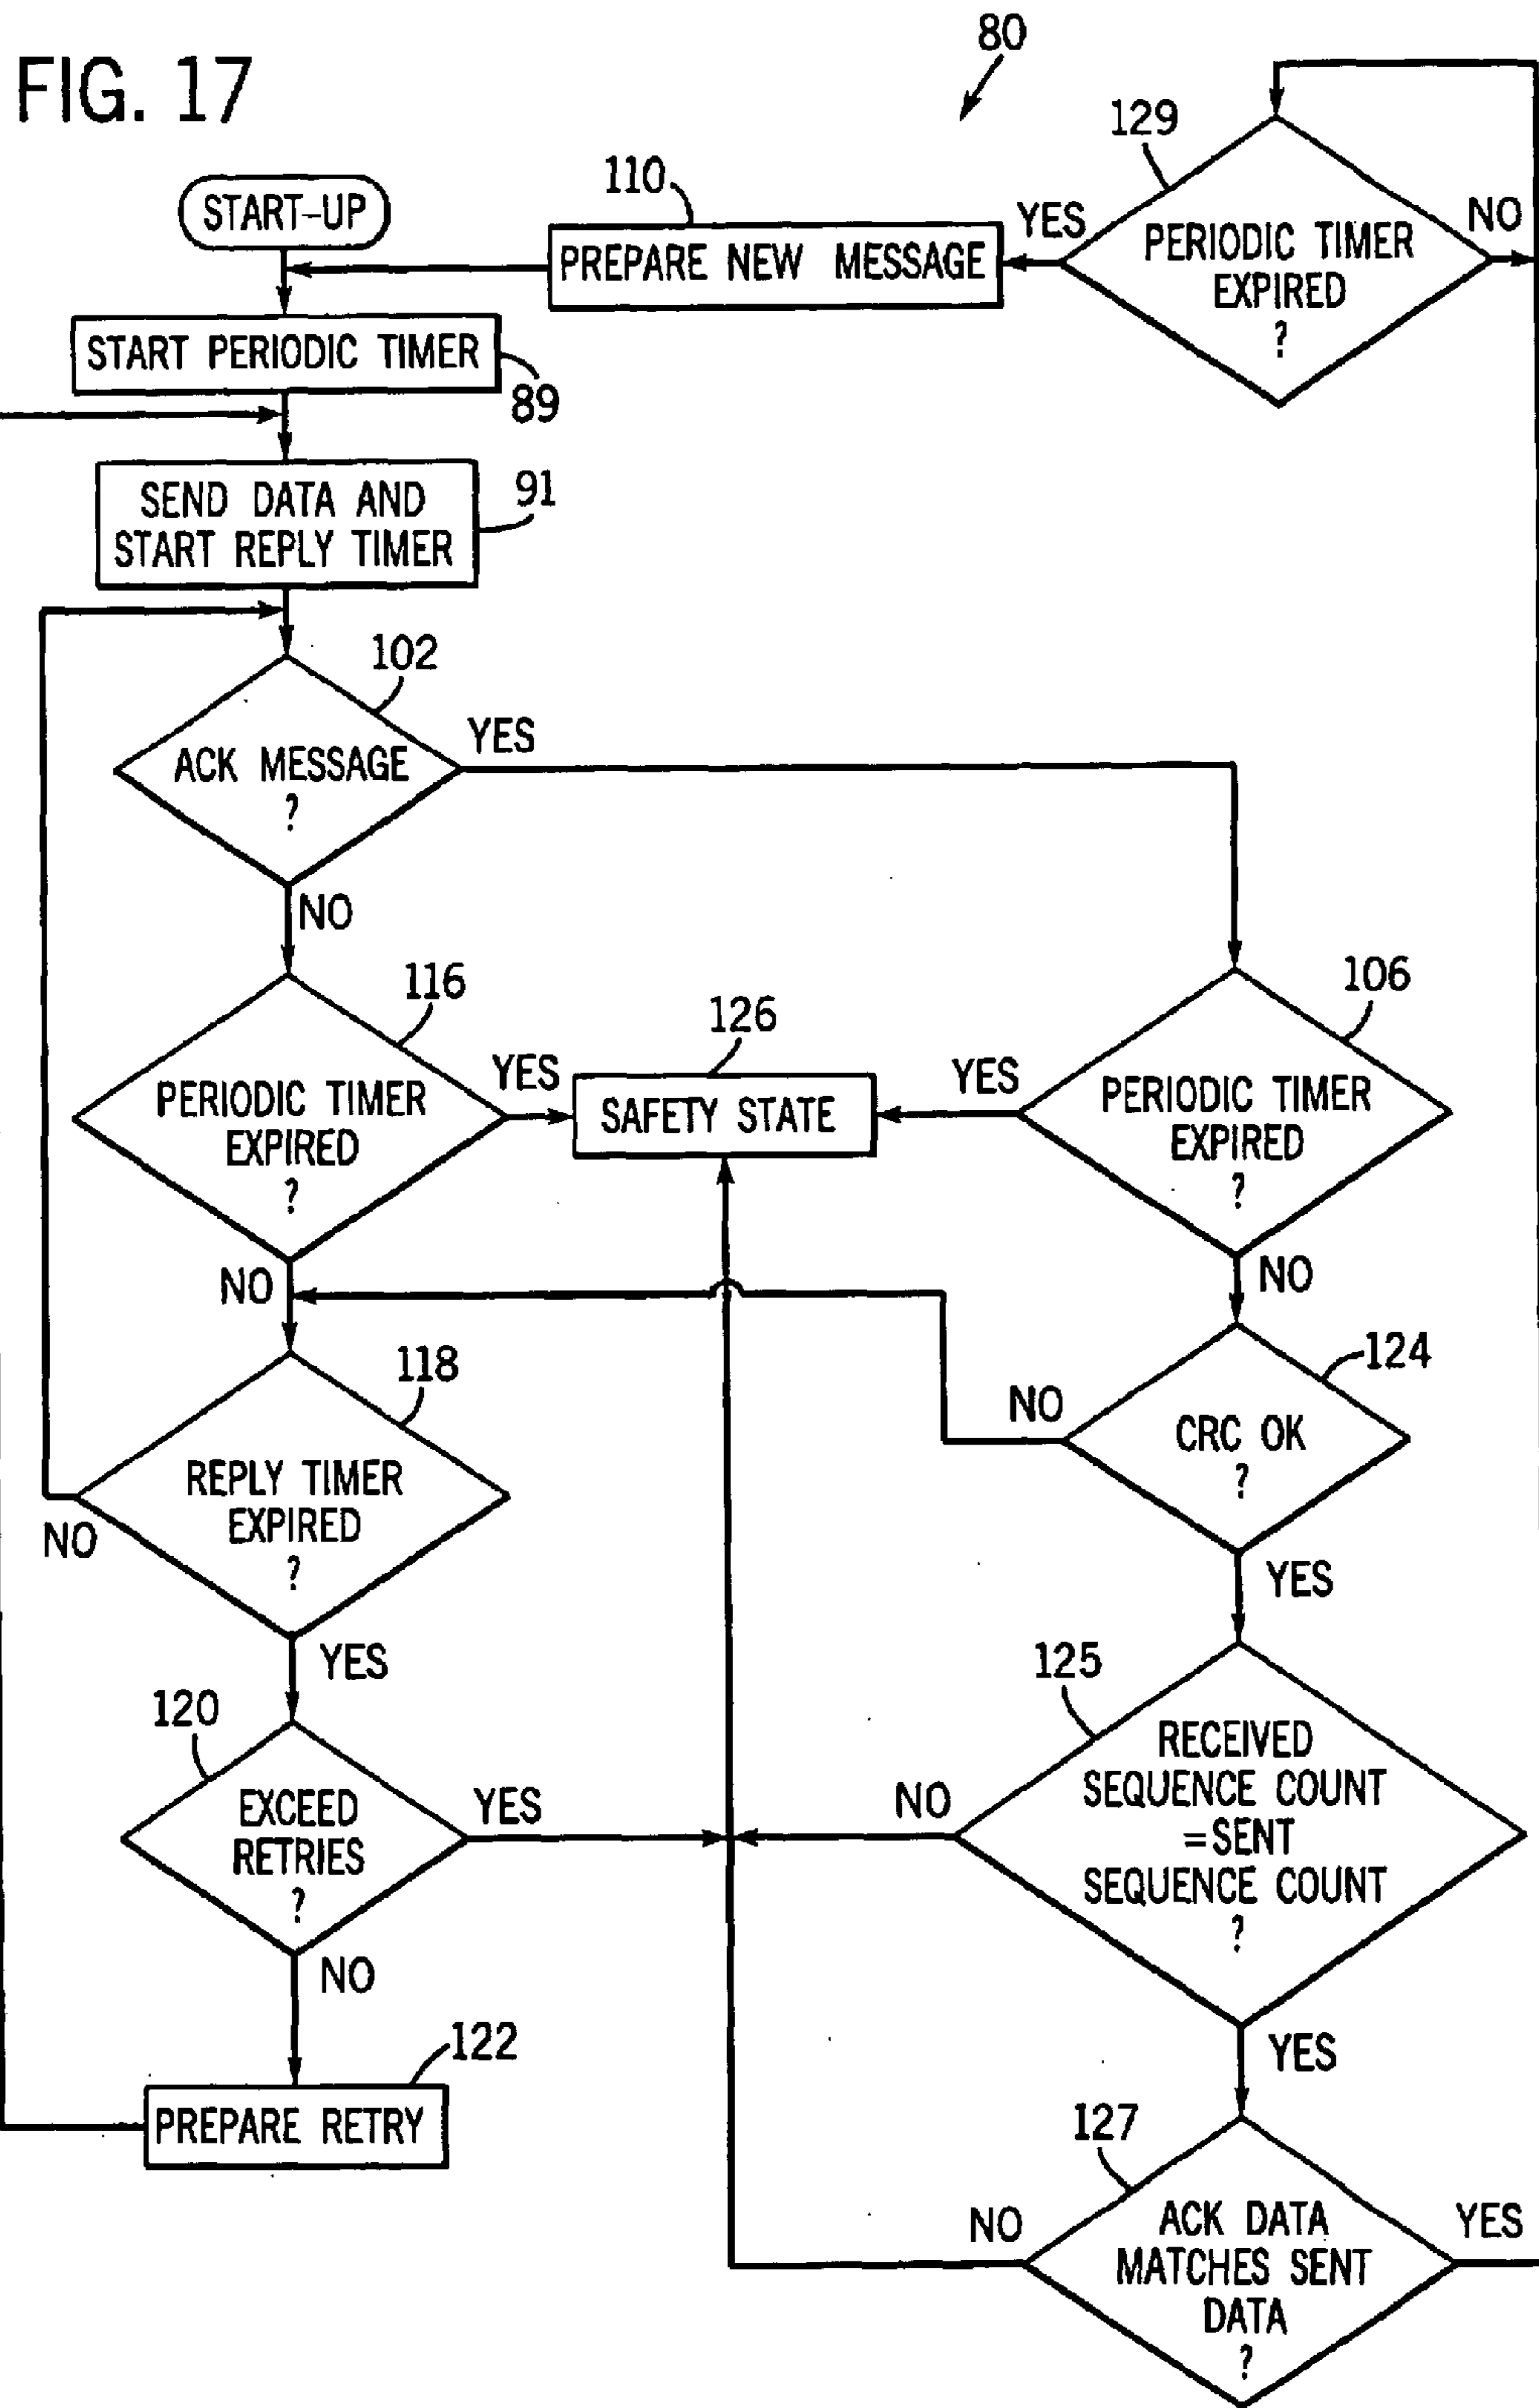 FIG. 17
80
START-UP
110
PREPARE NEW MESSAGE
YES
129
PERIODIC TIMER
EXPIRED
?
NO
START PERIODIC TIMER
89
SEND DATA AND
START REPLY TIMER
91
102
ACK MESSAGE
?
YES
NO
116
PERIODIC TIMER
EXPIRED
?
YES
NO
126
SAFETY STATE
106
YES
PERIODIC TIMER
EXPIRED
?
NO
118
REPLY TIMER
EXPIRED
?
NO
YES
124
NO
CRC OK
?
YES
120
EXCEED
RETRIES
?
YES
NO
125
NO
RECEIVED
SEQUENCE COUNT
=SENT
SEQUENCE COUNT
?
YES
122
PREPARE RETRY
127
NO
ACK DATA
MATCHES SENT
DATA
?
YES